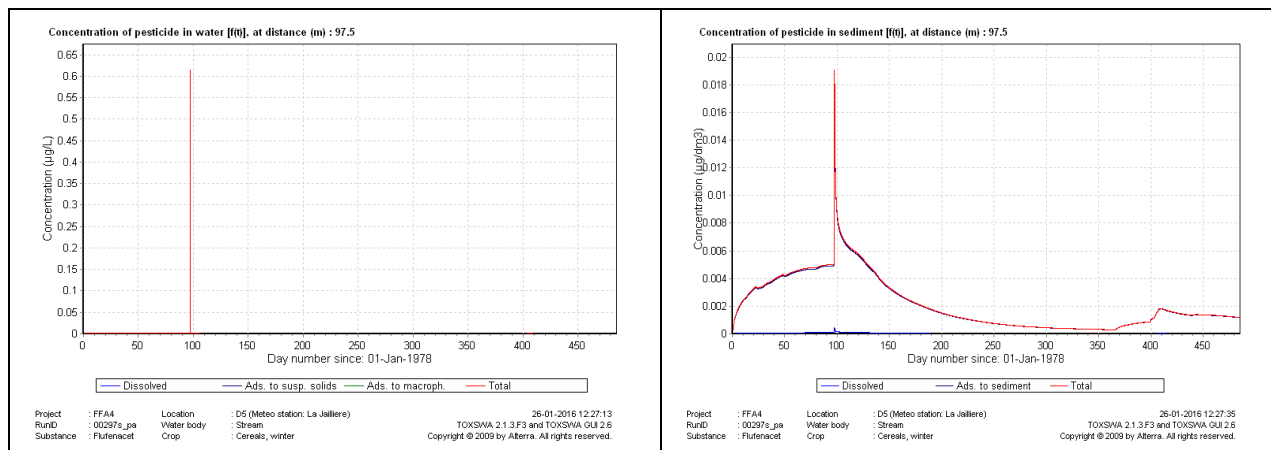 Concentration of pesticide in water [f(t)], at distance (m) : 97.5
0.65
0.6
0.55
0.5
0.45
0.4
0.35
0.3
0.25
0.2
0.15
0.1
0.05
0
Concentration (µg/L)
0 50 100 150 200 250 300 350 400 450
Day number since: 01-Jan-1978
Dissolved Ads. to susp. solids Ads. to macroph. Total
Project : FFA4 Location : D5 (Meteo station: La Jailliere) 26-01-2016 12:27:13
RunID : 00297s_pa Water body : Stream TOXSWA 2.1.3.F3 and TOXSWA GUI 2.6
Substance : Flufenacet Crop : Cereals, winter Copyright © 2009 by Alterra. All rights reserved.
Concentration of pesticide in sediment [f(t)], at distance (m) : 97.5
0.02
0.018
0.016
0.014
0.012
0.01
0.008
0.006
0.004
0.002
0
Concentration (µg/dm3)
0 50 100 150 200 250 300 350 400 450
Day number since: 01-Jan-1978
Dissolved Ads. to sediment Total
Project : FFA4 Location : D5 (Meteo station: La Jailliere) 26-01-2016 12:27:35
RunID : 00297s_pa Water body : Stream TOXSWA 2.1.3.F3 and TOXSWA GUI 2.6
Substance : Flufenacet Crop : Cereals, winter Copyright © 2009 by Alterra. All rights reserved.